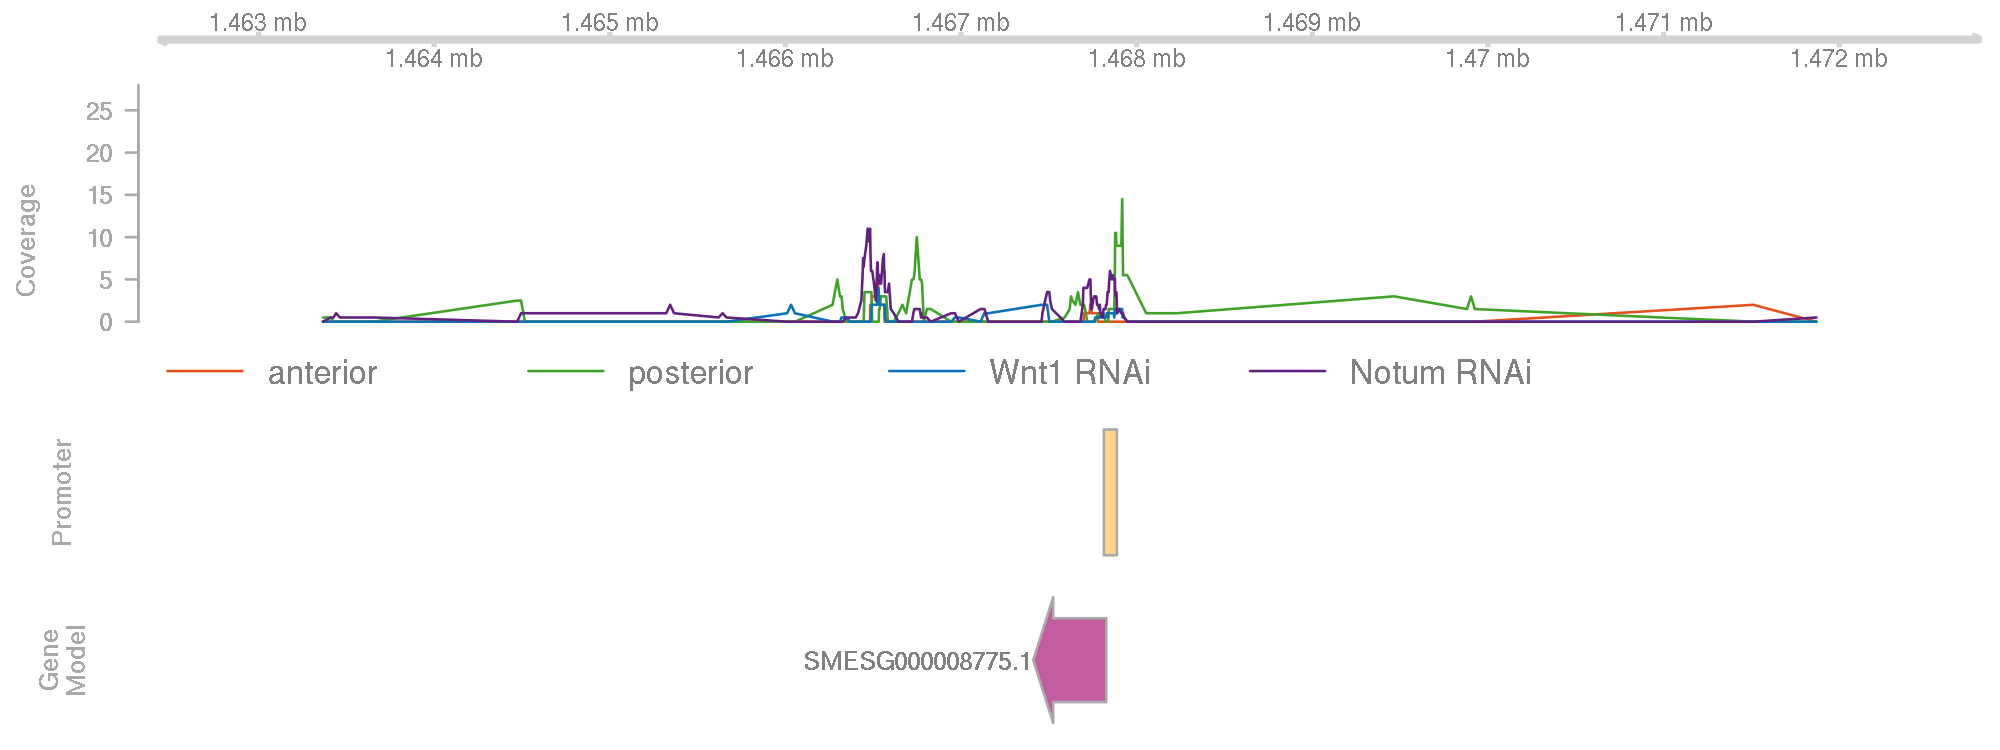 1.463 mb 1.465 mb 1.467 mb 1.469 mb 1.471 mb
1.464 mb 1.466 mb 1.468 mb 1.47 mb 1.472 mb
Coverage
25
20
15
10
5
0
anterior posterior Wnt1 RNAi Notum RNAi
Promoter
Gene
Model
SMESG000008775.1